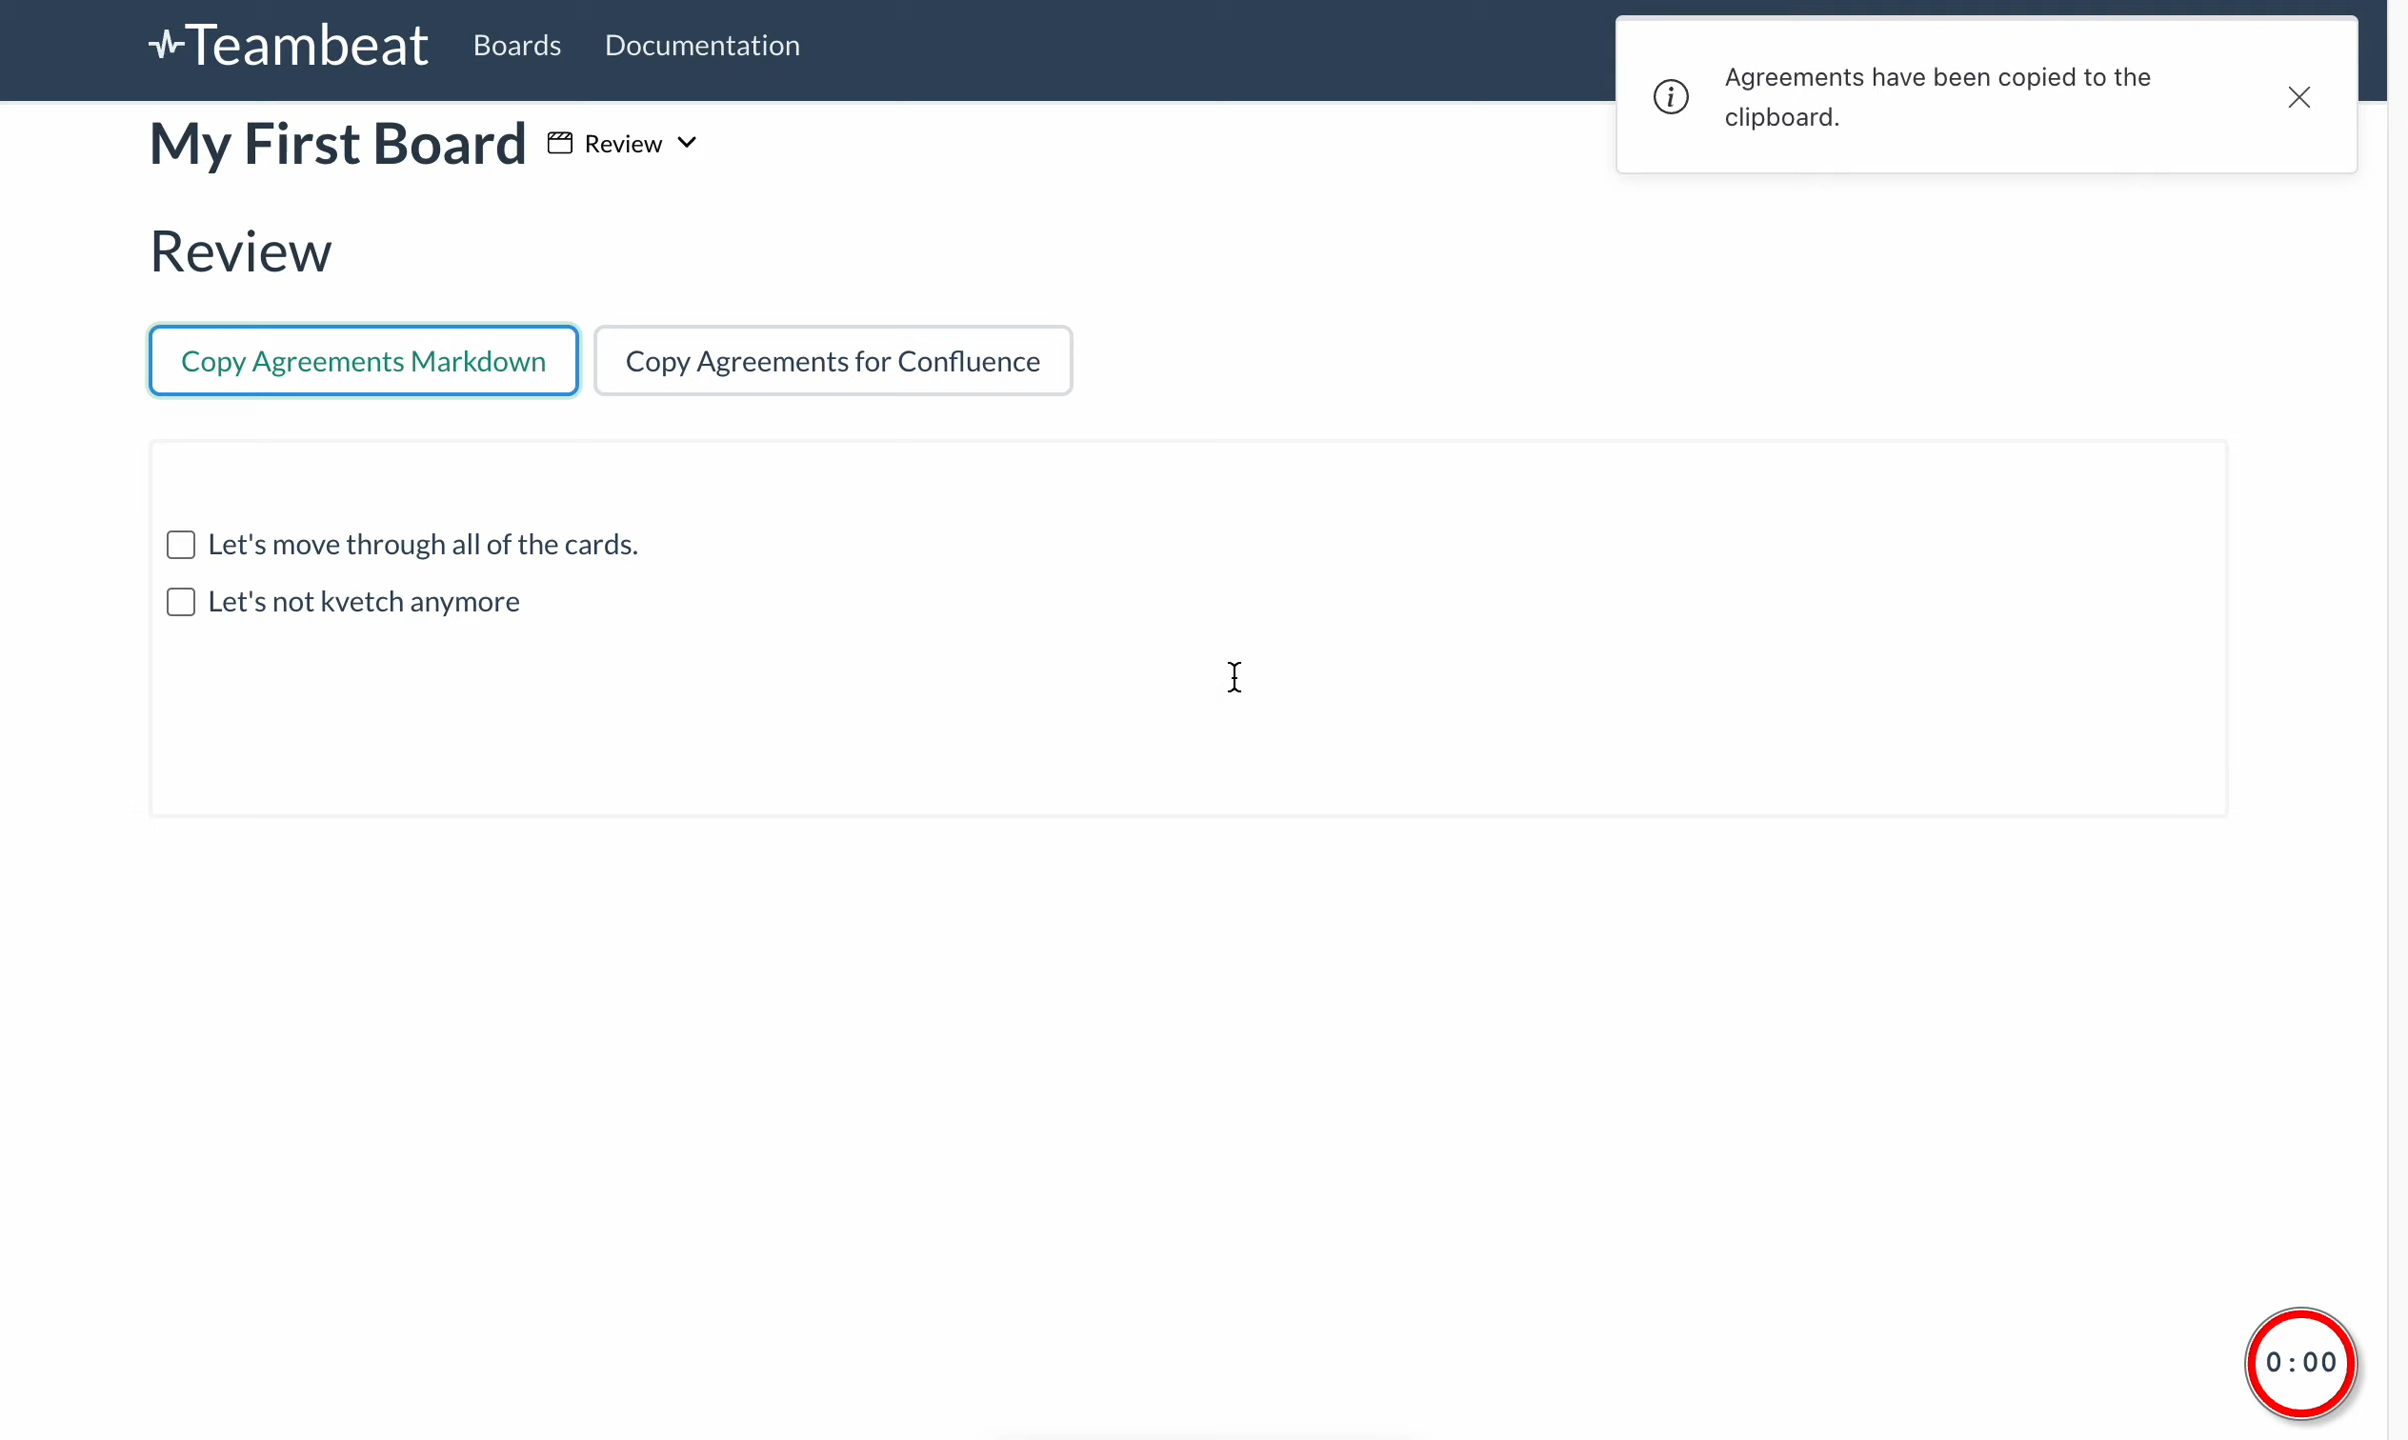 Teambeat Boards Documentation
Agreements have been copied to the
clipboard.
My First Board Review
Review
Copy Agreements Markdown Copy Agreements for Confluence
Let's move through all of the cards.
Let's not kvetch anymore
0:00